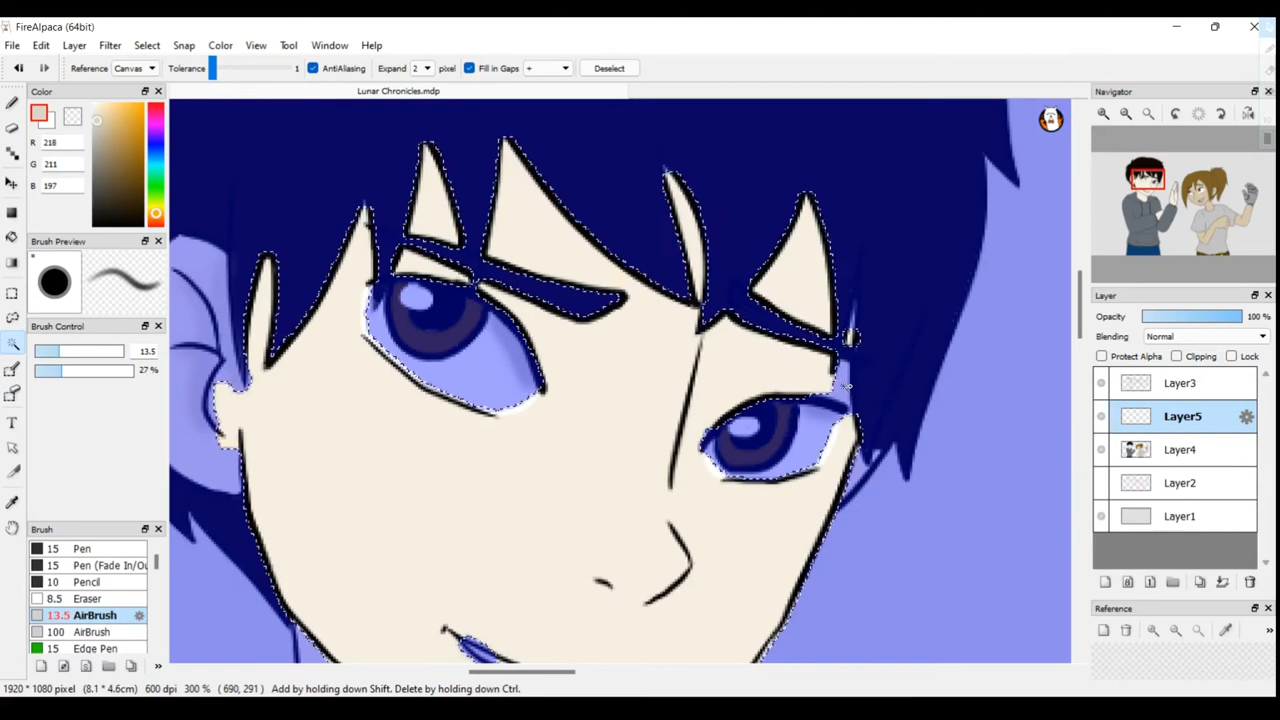 FireAlpaca (64bit)
File Edit Layer Filter Select Snap Color View Tool Window Help
Reference Canvas Tolerance 1 AntiAliasing Expand 2 pixel Fill in Gaps + Deselect
Color
Lunar Chronicles.mdp
Navigator
R 218
G 211
B 197
Brush Preview
Layer
Opacity 100 %
Brush Control
Blending Normal
13.5
Protect Alpha Clipping Lock
27 %
Layer3
Layer5
Layer4
Layer2
Layer1
Brush
15 Pen
15 Pen (Fade In/Ou
10 Pencil
8.5 Eraser
13.5 AirBrush
100 AirBrush
15 Edge Pen
Reference
1920 * 1080 pixel (8.1 * 4.6cm) 600 dpi 300 % ( 690, 291 ) Add by holding down Shift. Delete by holding down Ctrl.